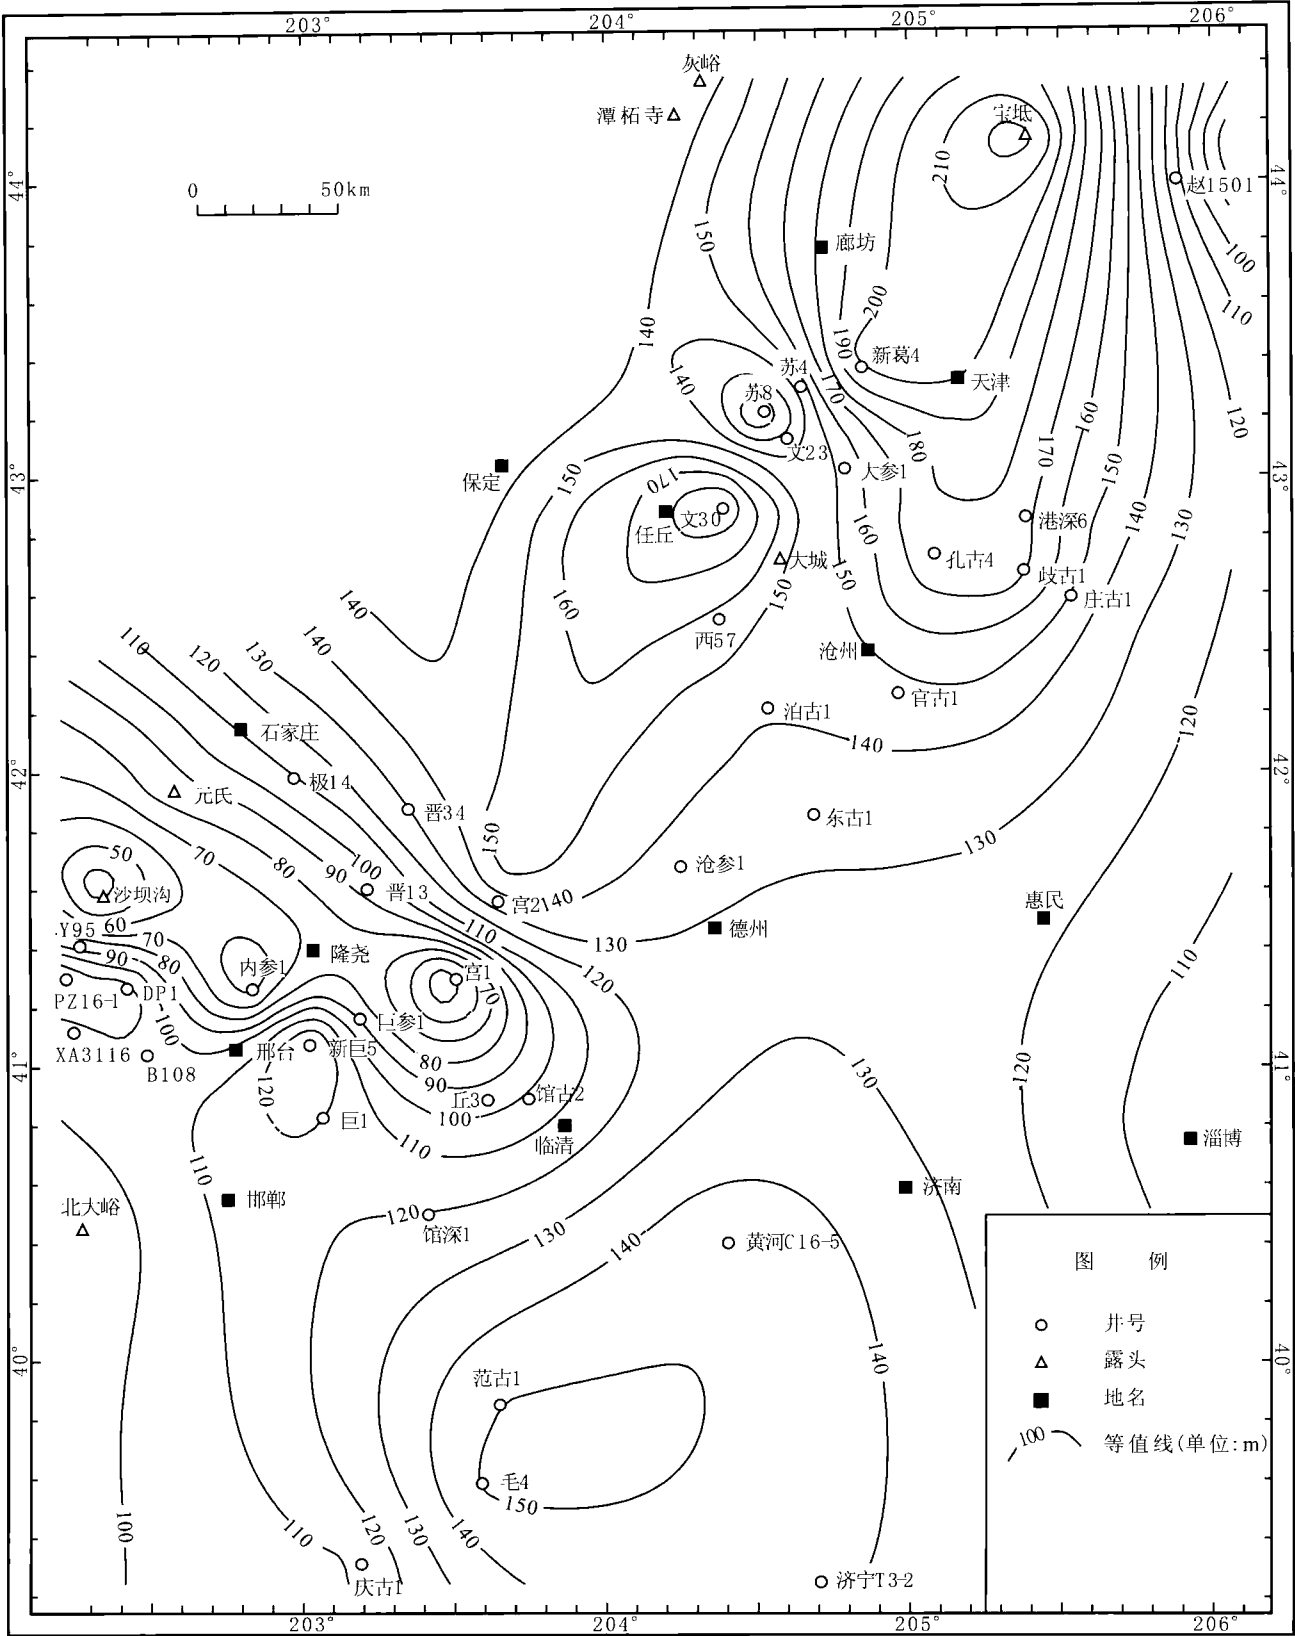 203° 204° 205° 206°
灰峪
潭柘寺
宝坻
210
44° 0 50km 44°
赵1501
150 廊坊
100
200
110
140 190 新葛4
苏4
天津
140 苏8 170
160 120
文23 180
43° 保定 150 大参1 170 150 43°
170
任丘 文30 160 港深6 140 130
大城 孔古4 歧古1
140 160 150 150 庄古1
110 120 130 140 西57 沧州
官古1
石家庄 泊古1 120
140
42° 极14 42°
元氏 晋34 东古1
150 130
70 50 80 90 100 沧参1
沙坝沟 晋13 宫2 140 惠民
60 110 德州
Y95 70 130
90 80 内参1 隆尧 宫1 120 110
PZ16-1 DP1 70
100 巨参1
XA3116 邢台 新巨5
B108 80 130
41° 120 90 120 41°
丘3 馆古2
巨1 100
110 临清 淄博
110
北大峪 邯郸 济南
120
馆深1 130 140 黄河C16-5
图 例
井号
露头
40° 140 40°
范古1 地名
100 等值线(单位:m)
毛4
150
100 110 120 130 140
庆古1 济宁T3-2
203° 204° 205° 206°